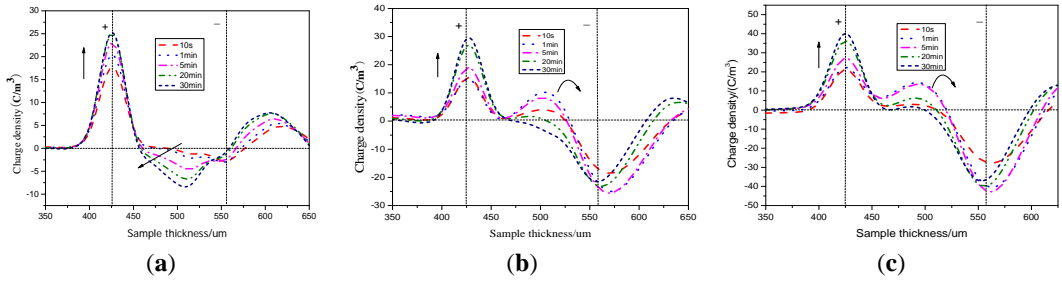 30
25
20
15
10
5
0
-5
-10
Charge density (C/m³)
+
−
10s
1min
5min
20min
30min
350 400 450 500 550 600 650
Sample thickness/um
(a)
40
30
20
10
0
-10
-20
-30
Charge density (C/m³)
+
−
10s
1min
5min
20min
30min
350 400 450 500 550 600 650
Sample thickness/um
(b)
50
40
30
20
10
0
-10
-20
-30
-40
-50
Charge density/(C/m³)
+
−
10s
1min
5min
20min
30min
350 400 450 500 550 600
Sample thickness/um
(c)